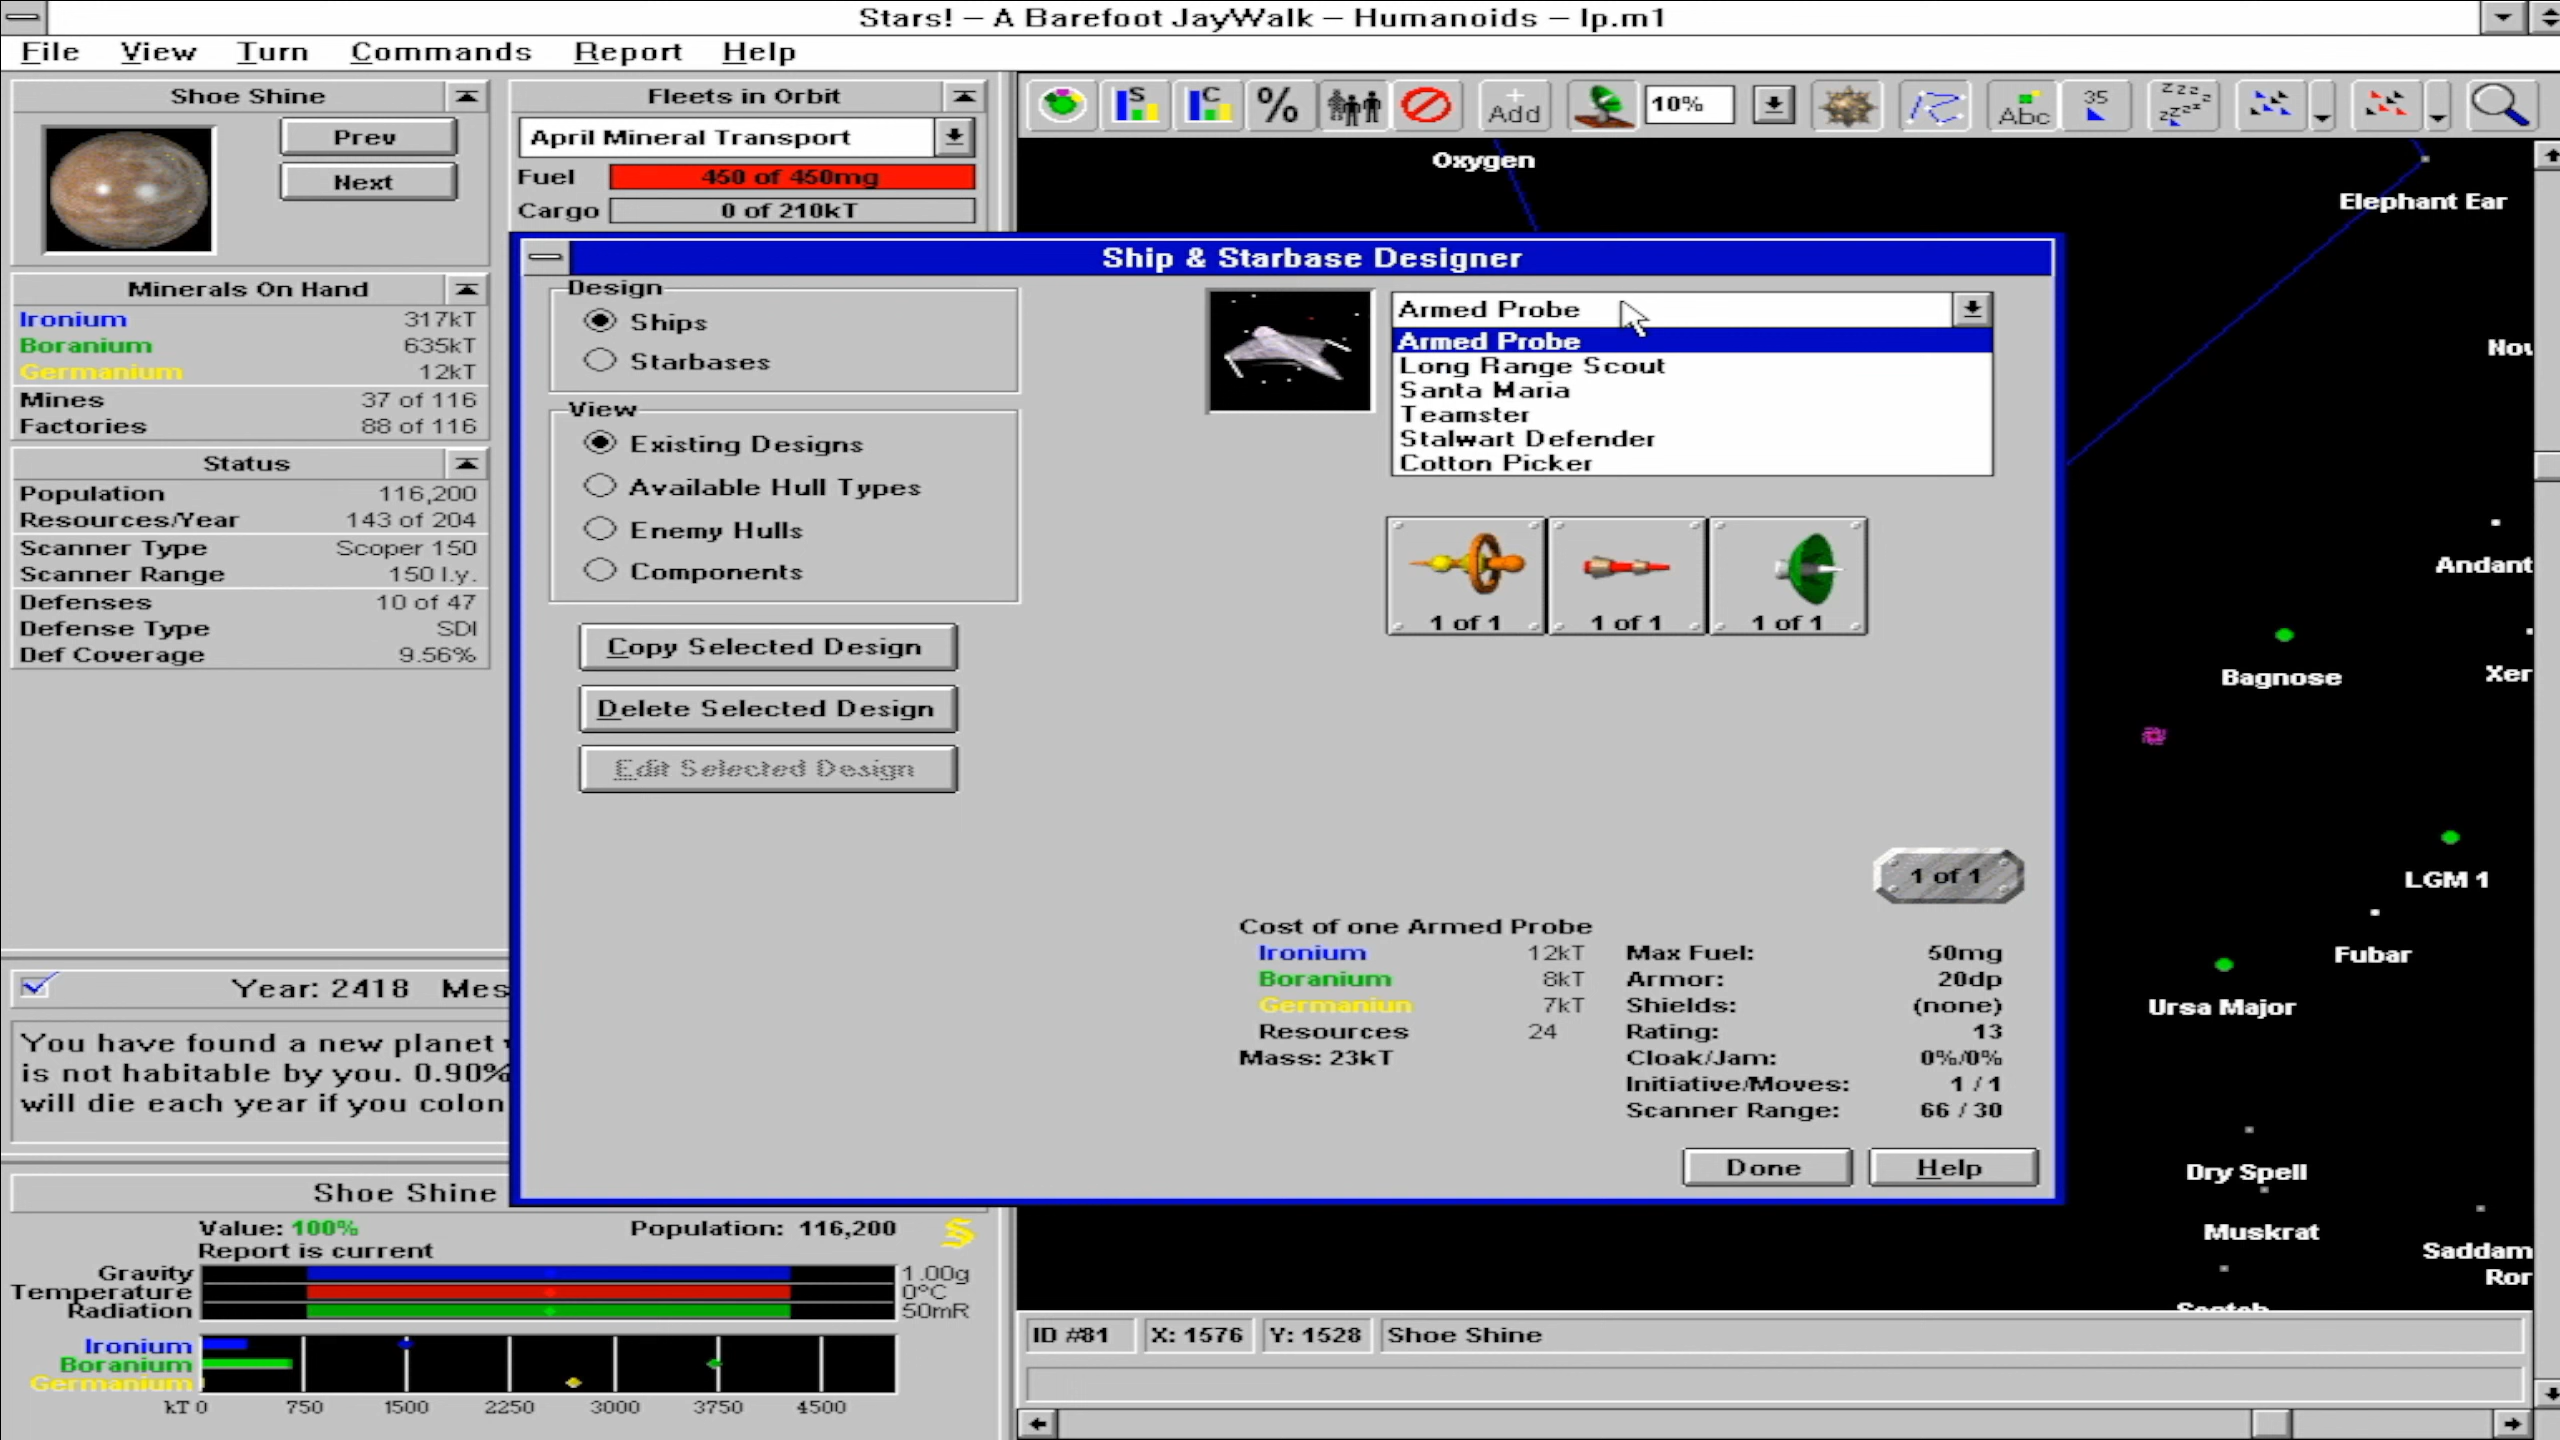 Stars! – A Barefoot JayWalk – Humanoids – lp.m1
File View Turn Commands Report Help
Shoe Shine
Prev
Next
Minerals On Hand
Ironium 317kT
Boranium 635kT
Germanium 12kT
Mines 37 of 116
Factories 88 of 116
Status
Population 116,200
Resources/Year 143 of 204
Scanner Type Scoper 150
Scanner Range 150 l.y.
Defenses 10 of 47
Defense Type SDI
Def Coverage 9.56%
Fleets in Orbit
April Mineral Transport
Fuel 450 of 450mg
Cargo 0 of 210kT
S C % Add 10% Abc 35 Zzzz zZzzz
Oxygen
Elephant Ear
Nov
Andant
Bagnose
Xer
LGM 1
Fubar
Ursa Major
Dry Spell
Muskrat
Saddam
Ror
Ship & Starbase Designer
Design
Ships
Starbases
View
Existing Designs
Available Hull Types
Enemy Hulls
Components
Copy Selected Design
Delete Selected Design
Edit Selected Design
Armed Probe
Armed Probe
Long Range Scout
Santa Maria
Teamster
Stalwart Defender
Cotton Picker
1 of 1 1 of 1 1 of 1
1 of 1
Cost of one Armed Probe
Ironium 12kT
Boranium 8kT
Germaniun 7kT
Resources 24
Mass: 23kT
Max Fuel: 50mg
Armor: 20dp
Shields: (none)
Rating: 13
Cloak/Jam: 0%/0%
Initiative/Moves: 1 / 1
Scanner Range: 66 / 30
Done Help
Year: 2418 Mes
You have found a new planet
is not habitable by you. 0.90%
will die each year if you colon
Shoe Shine
Value: 100% Population: 116,200
Report is current
Gravity 1.00g
Temperature 0°C
Radiation 50mR
Ironium
Boranium
Germanium
kT 0 750 1500 2250 3000 3750 4500
ID #81 X: 1576 Y: 1528 Shoe Shine